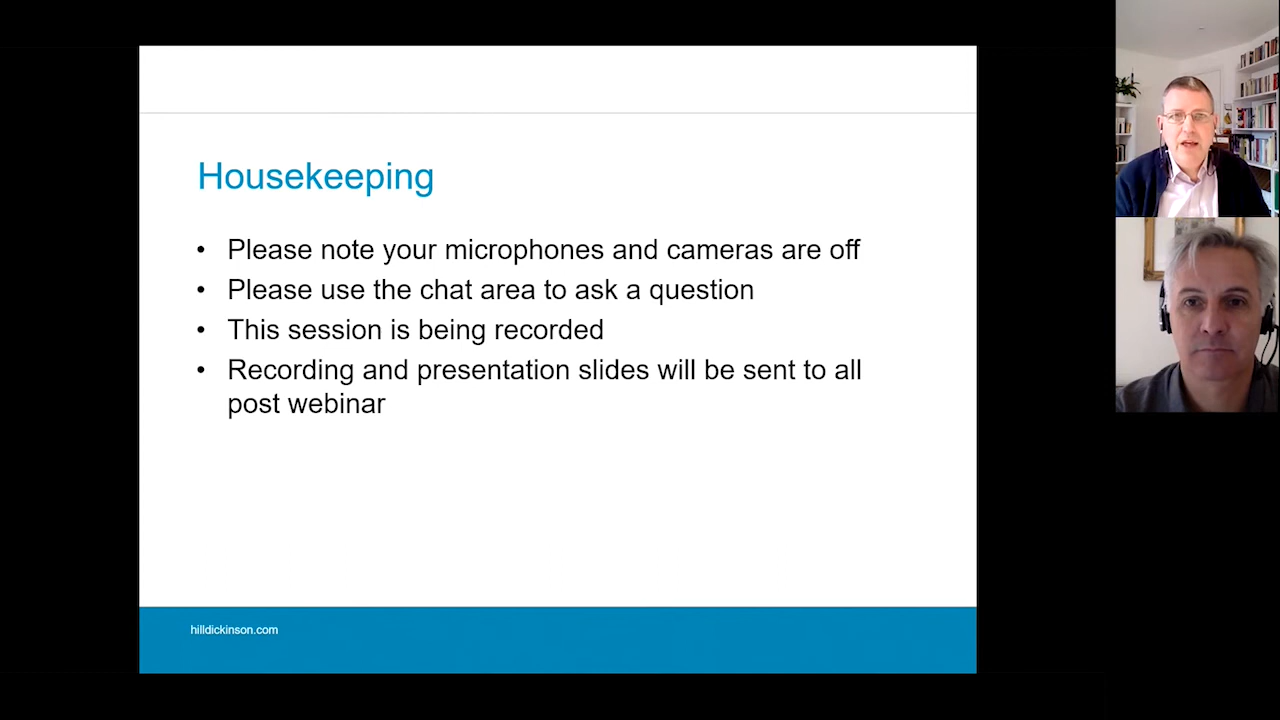 Housekeeping
• Please note your microphones and cameras are off
• Please use the chat area to ask a question
• This session is being recorded
• Recording and presentation slides will be sent to all
post webinar
hilldickinson.com